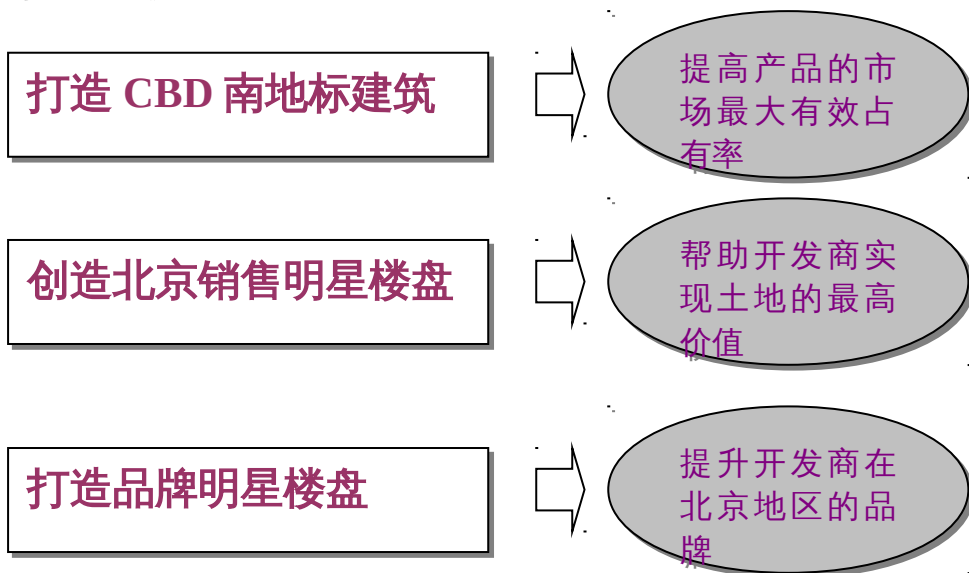 打造 CBD 南地标建筑
提高产品的市
场最大有效占
有率
创造北京销售明星楼盘
帮助开发商实
现土地的最高
价值
打造品牌明星楼盘
提升开发商在
北京地区的品
牌